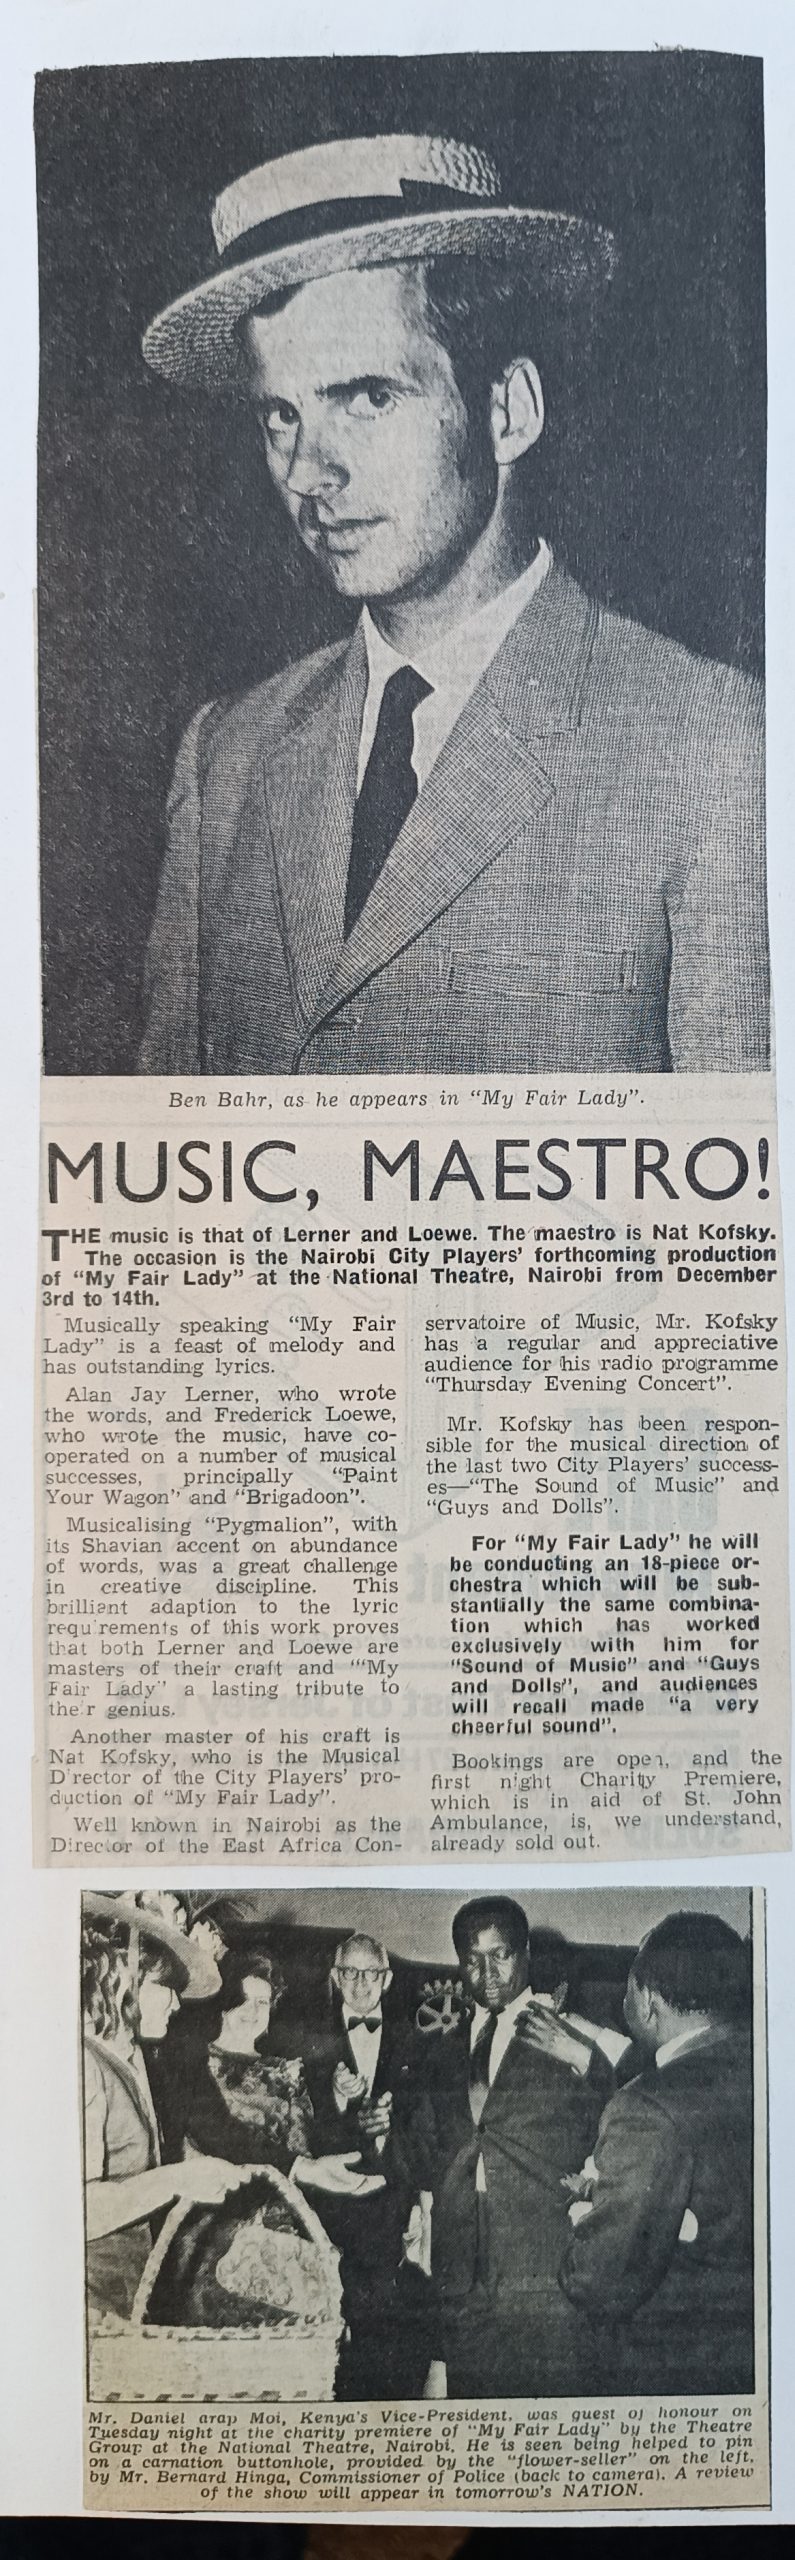 Ben Bahr, as he appears in "My Fair Lady".
MUSIC, MAESTRO!
THE music is that of Lerner and Loewe. The maestro is Nat Kofsky.
The occasion is the Nairobi City Players' forthcoming production
of "My Fair Lady" at the National Theatre, Nairobi from December
3rd to 14th.
Musically speaking "My Fair
Lady" is a feast of melody and
has outstanding lyrics.
Alan Jay Lerner, who wrote
the words, and Frederick Loewe,
who wrote the music, have co-
operated on a number of musical
successes, principally "Paint
Your Wagon" and "Brigadoon".
Musicalising "Pygmalion", with
its Shavian accent on abundance
of words, was a great challenge
in creative discipline. This
brilliant adaption to the lyric
requirements of this work proves
that both Lerner and Loewe are
masters of their craft and "'My
Fair Lady" a lasting tribute to
their genius.
Another master of his craft is
Nat Kofsky, who is the Musical
Director of the City Players' pro-
duction of "My Fair Lady".
Well known in Nairobi as the
Director of the East Africa Con-
servatoire of Music, Mr. Kofsky
has a regular and appreciative
audience for his radio programme
"Thursday Evening Concert".
Mr. Kofsky has been respon-
sible for the musical direction of
the last two City Players' success-
es—"The Sound of Music" and
"Guys and Dolls".
For "My Fair Lady" he will
be conducting an 18-piece or-
chestra which will be sub-
stantially the same combina-
tion which has worked
exclusively with him for
"Sound of Music" and "Guys
and Dolls", and audiences
will recall made "a very
cheerful sound".
Bookings are open, and the
first night Charity Premiere,
which is in aid of St. John
Ambulance, is, we understand,
already sold out.
Mr. Daniel arap Moi, Kenya's Vice-President, was guest of honour on
Tuesday night at the charity premiere of "My Fair Lady" by the Theatre
Group at the National Theatre, Nairobi. He is seen being helped to pin
on a carnation buttonhole, provided by the "flower-seller" on the left,
by Mr. Bernard Hinga, Commissioner of Police (back to camera). A review
of the show will appear in tomorrow's NATION.